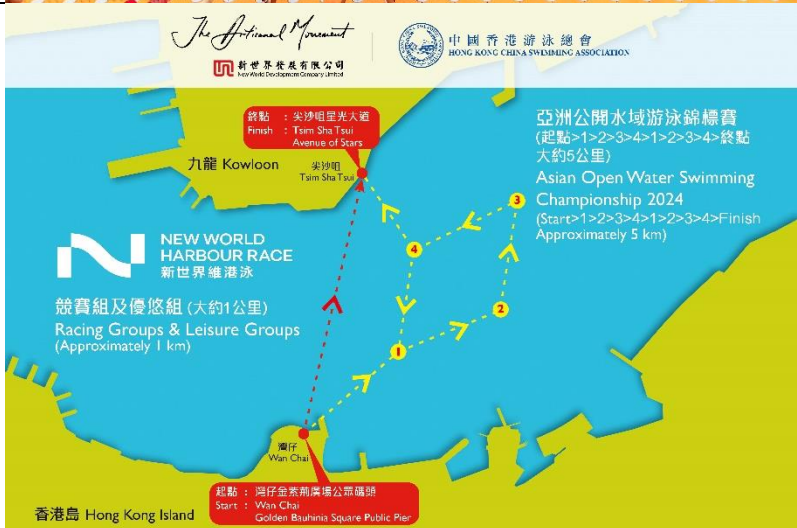 The Artisanal Movement
新世界發展有限公司
New World Development Company Limited
中國香港游泳總會
HONG KONG CHINA SWIMMING ASSOCIATION
終點 : 尖沙咀星光大道
Finish : Tsim Sha Tsui
Avenue of Stars
九龍 Kowloon
尖沙咀
Tsim Sha Tsui
亞洲公開水域游泳錦標賽
(起點>1>2>3>4>1>2>3>4>終點
大約5公里)
Asian Open Water Swimming
Championship 2024
(Start>1>2>3>4>1>2>3>4>Finish
Approximately 5 km)
3
4
2
1
NEW WORLD
HARBOUR RACE
新世界維港泳
競賽組及優悠組 (大約1公里)
Racing Groups & Leisure Groups
(Approximately 1 km)
灣仔
Wan Chai
起點 : 灣仔金紫荊廣場公眾碼頭
Start : Wan Chai
Golden Bauhinia Square Public Pier
香港島 Hong Kong Island